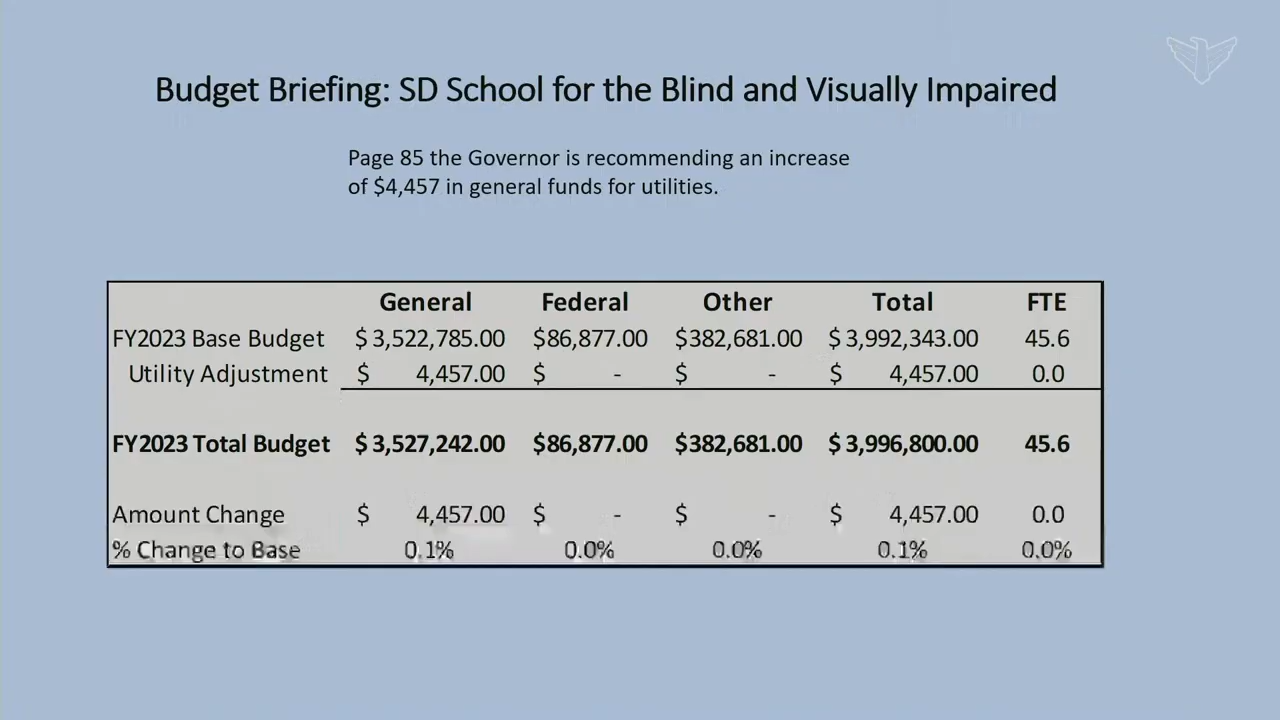 Budget Briefing: SD School for the Blind and Visually Impaired
Page 85 the Governor is recommending an increase
of $4,457 in general funds for utilities.
General Federal Other Total FTE
FY2023 Base Budget $ 3,522,785.00 $86,877.00 $382,681.00 $ 3,992,343.00 45.6
Utility Adjustment $ 4,457.00 $ - $ - $ 4,457.00 0.0
FY2023 Total Budget $ 3,527,242.00 $86,877.00 $382,681.00 $ 3,996,800.00 45.6
Amount Change $ 4,457.00 $ - $ - $ 4,457.00 0.0
% Change to Base 0.1% 0.0% 0.0% 0.1% 0.0%